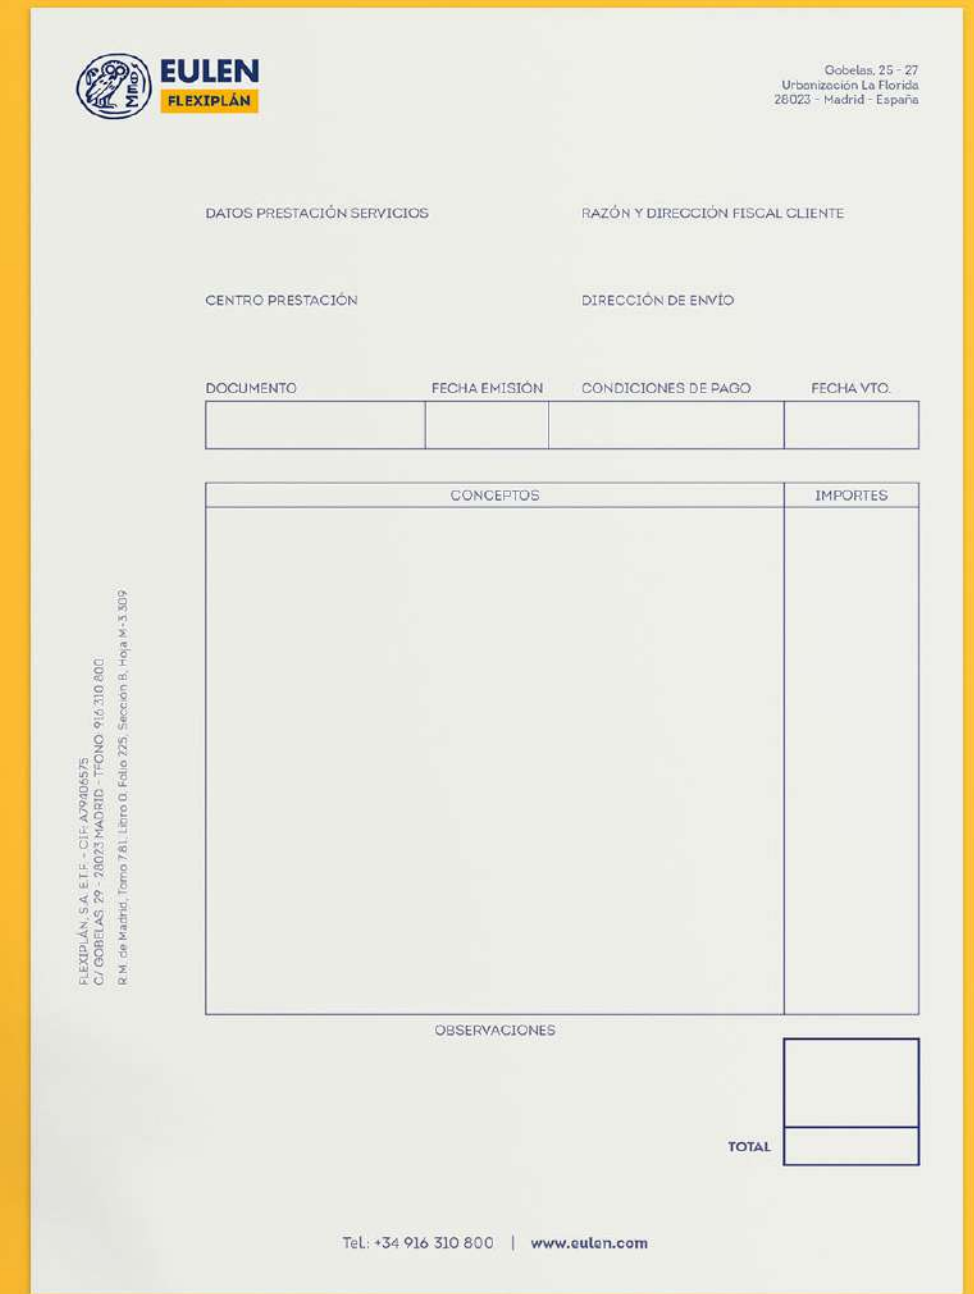 EULEN
FLEXIPLÁN
Gobelas, 25 - 27
Urbanización La Florida
28023 - Madrid - España
DATOS PRESTACIÓN SERVICIOS
RAZÓN Y DIRECCIÓN FISCAL CLIENTE
CENTRO PRESTACIÓN
DIRECCIÓN DE ENVÍO
DOCUMENTO
FECHA EMISIÓN
CONDICIONES DE PAGO
FECHA VTO.
CONCEPTOS
IMPORTES
FLEXIPLÁN, S.A. E.T.F. - CIF: A79406575
C/ GOBELAS, 29 - 28023 MADRID - TFONO. 916 310 800
R.M. de Madrid, Tomo 781, Libro 0, Folio 225, Sección B, Hoja M-3.309
OBSERVACIONES
TOTAL
Tel.: +34 916 310 800 | www.eulen.com